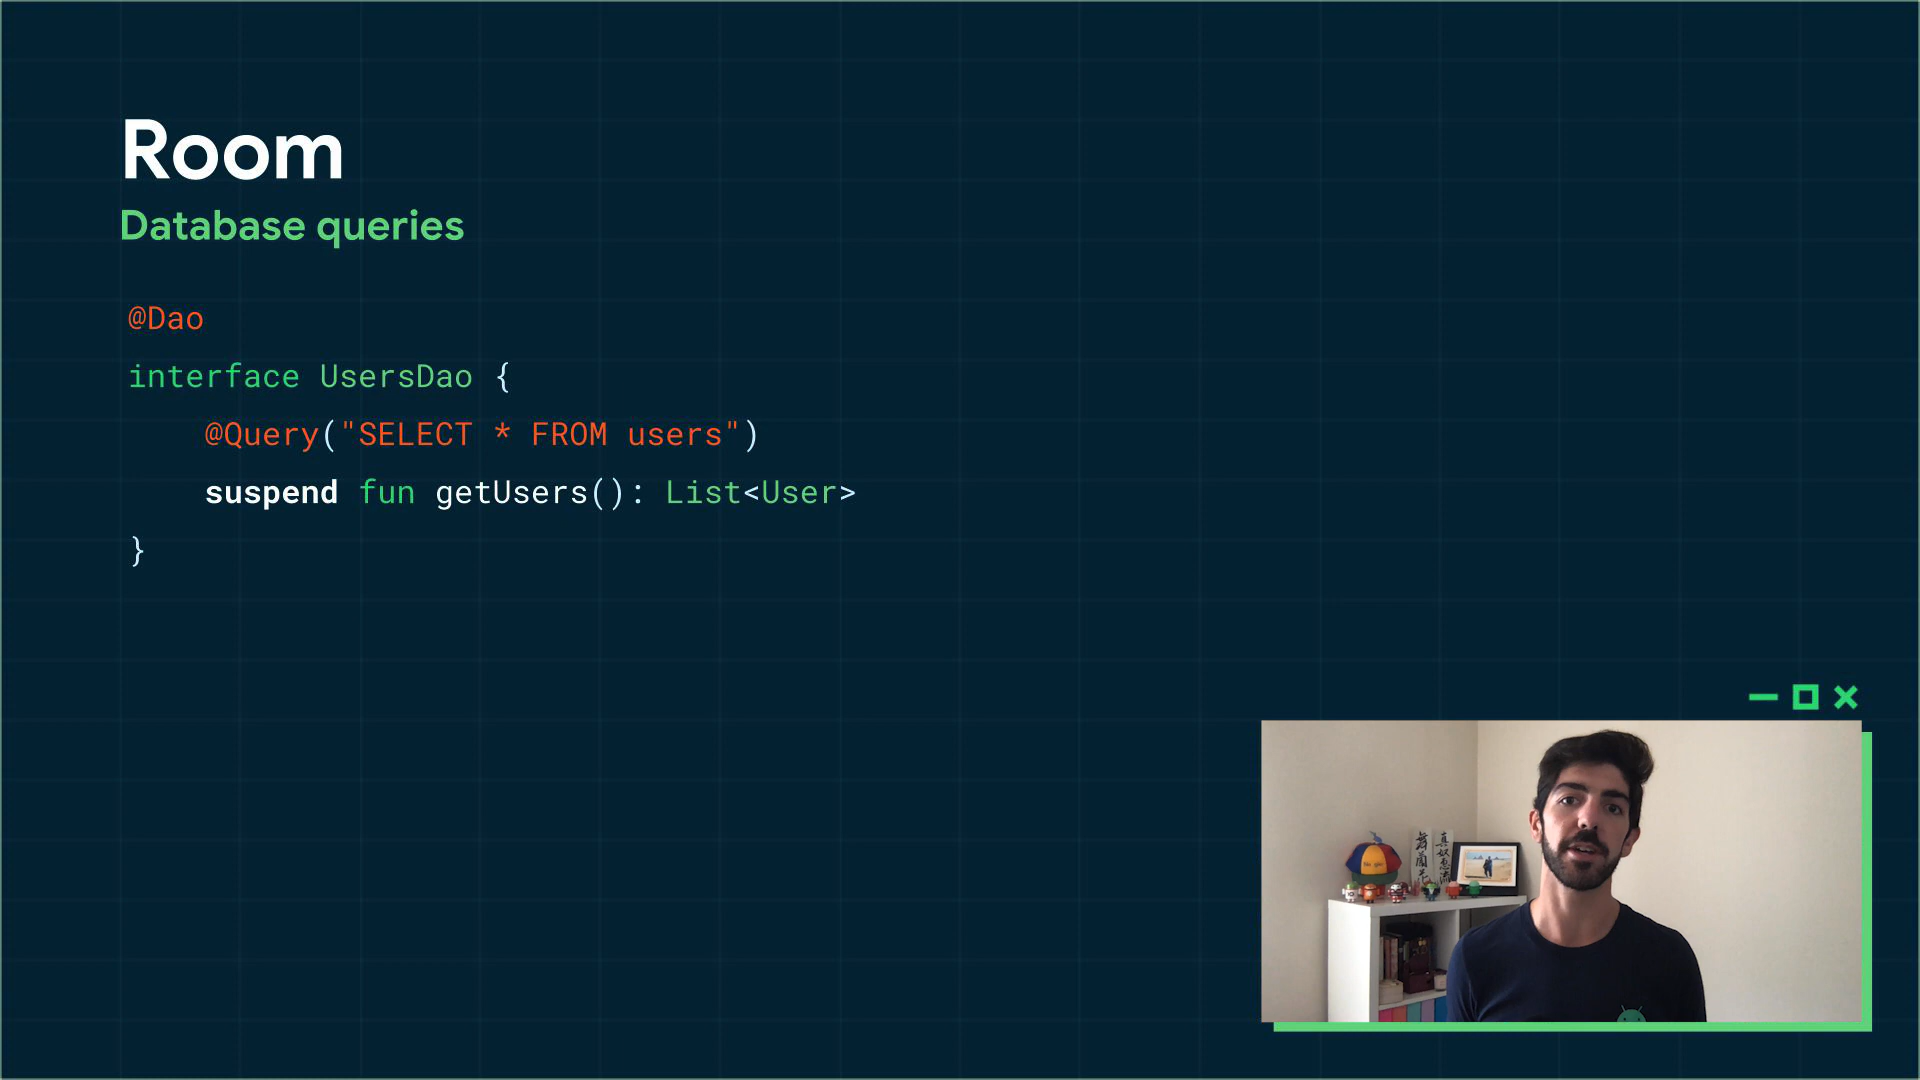 Room
Database queries
@Dao
interface UsersDao {
@Query("SELECT * FROM users")
suspend fun getUsers(): List<User>
}